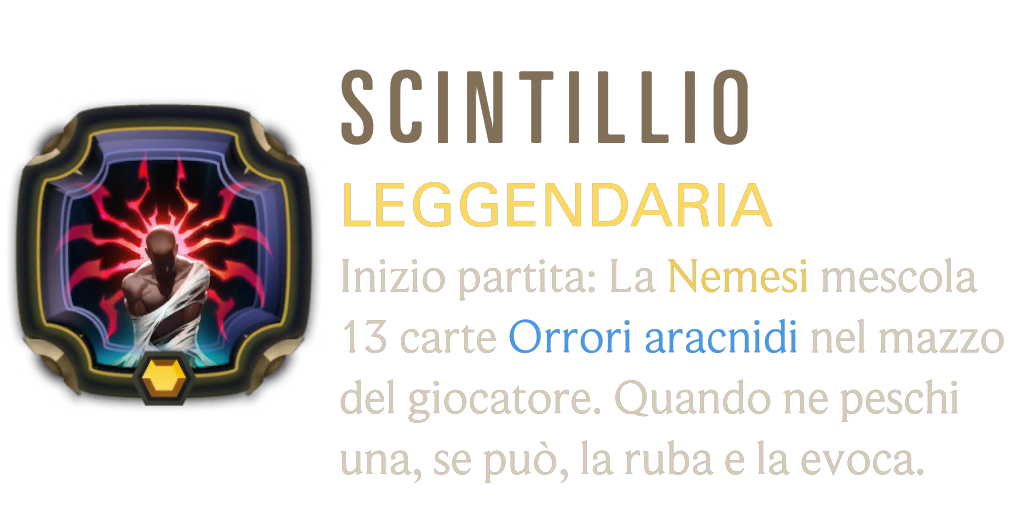 SCINTILLIO
LEGGENDARIA
Inizio partita: La Nemesi mescola
13 carte Orrori aracnidi nel mazzo
del giocatore. Quando ne peschi
una, se può, la ruba e la evoca.